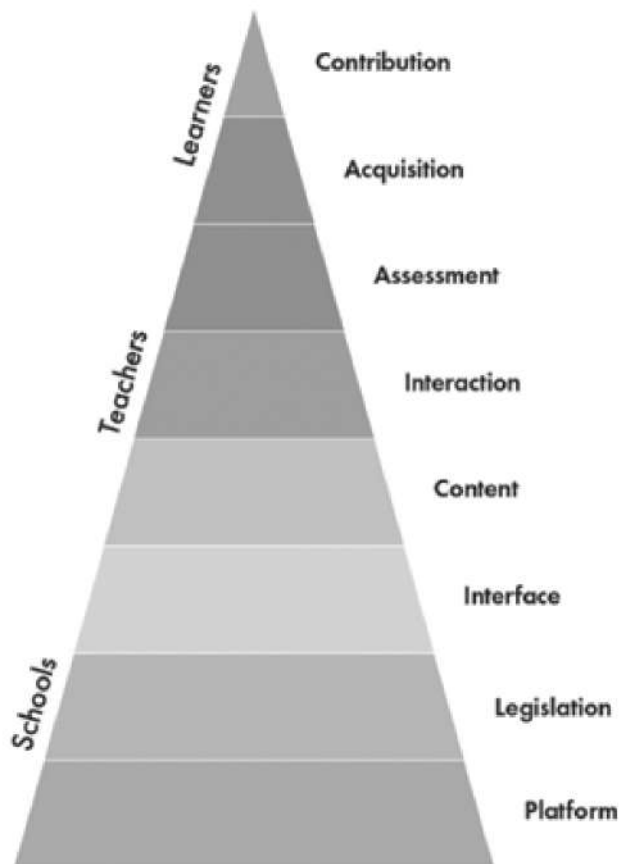 Learners
Contribution
Acquisition
Assessment
Teachers
Interaction
Content
Interface
Schools
Legislation
Platform